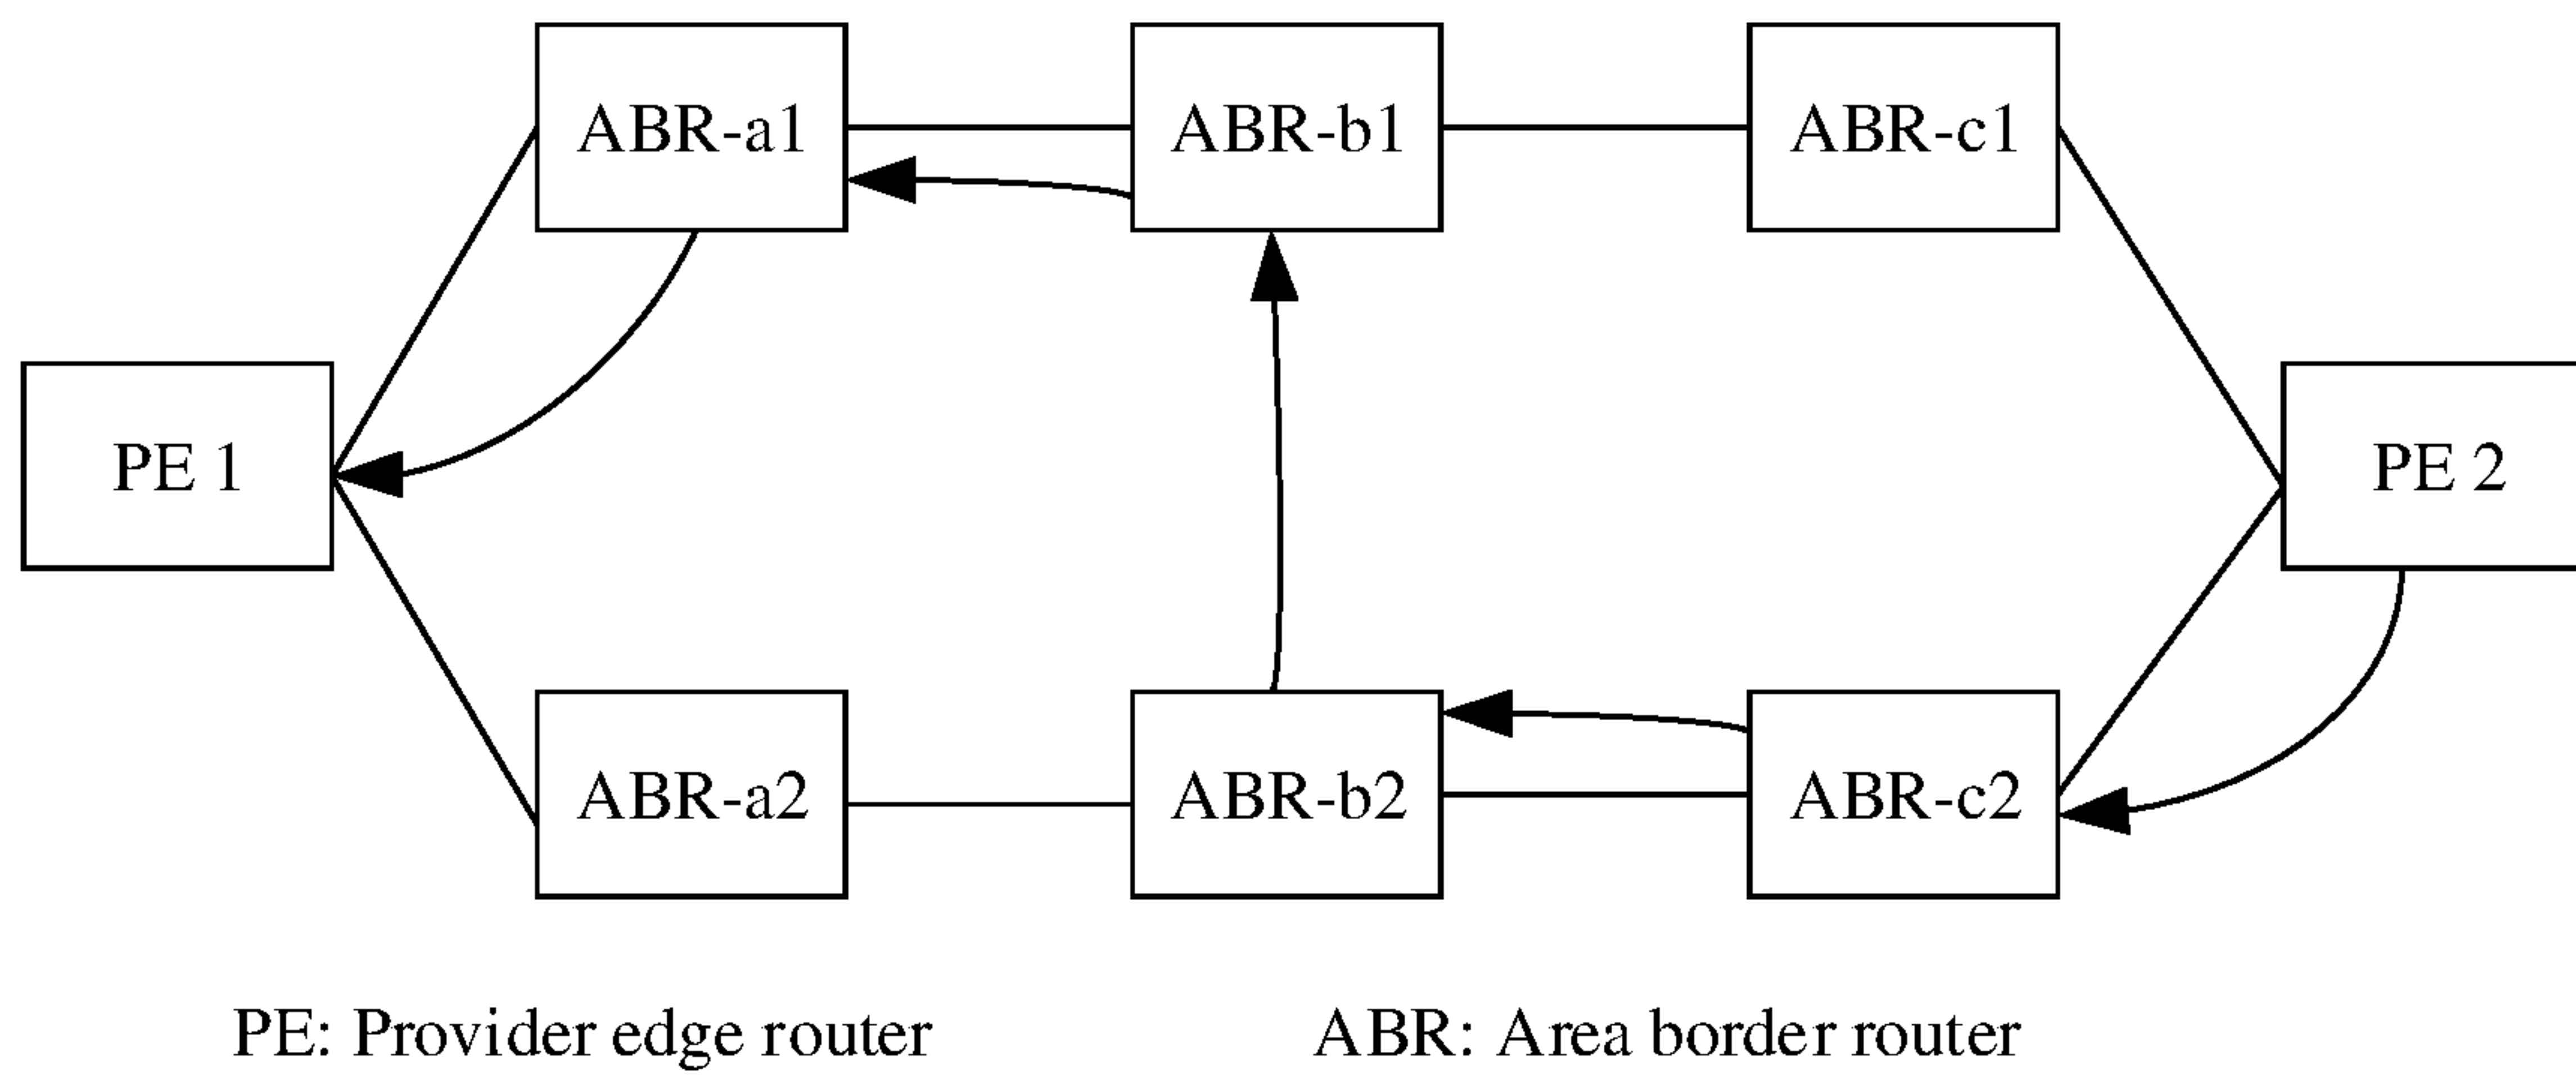 ABR-a1
ABR-b1
ABR-c1
PE 1
PE 2
ABR-a2
ABR-b2
ABR-c2
PE: Provider edge router
ABR: Area border router